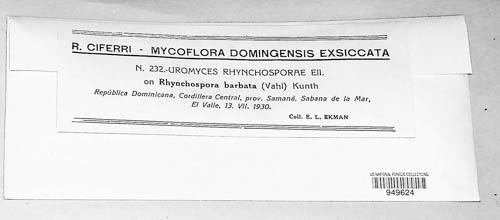 R. CIFERRI - MYCOFLORA DOMINGENSIS EXSICCATA
N. 232.-UROMYCES RHYNCHOSPORAE Ell.
on Rhynchospora barbata (Vahl) Kunth
República Dominicana, Cordillera Central, prov. Samaná, Sabana de la Mar,
El Valle, 13. VII. 1930.
Coll. E. L. EKMAN
US NATIONAL FUNGUS COLLECTIONS
949624